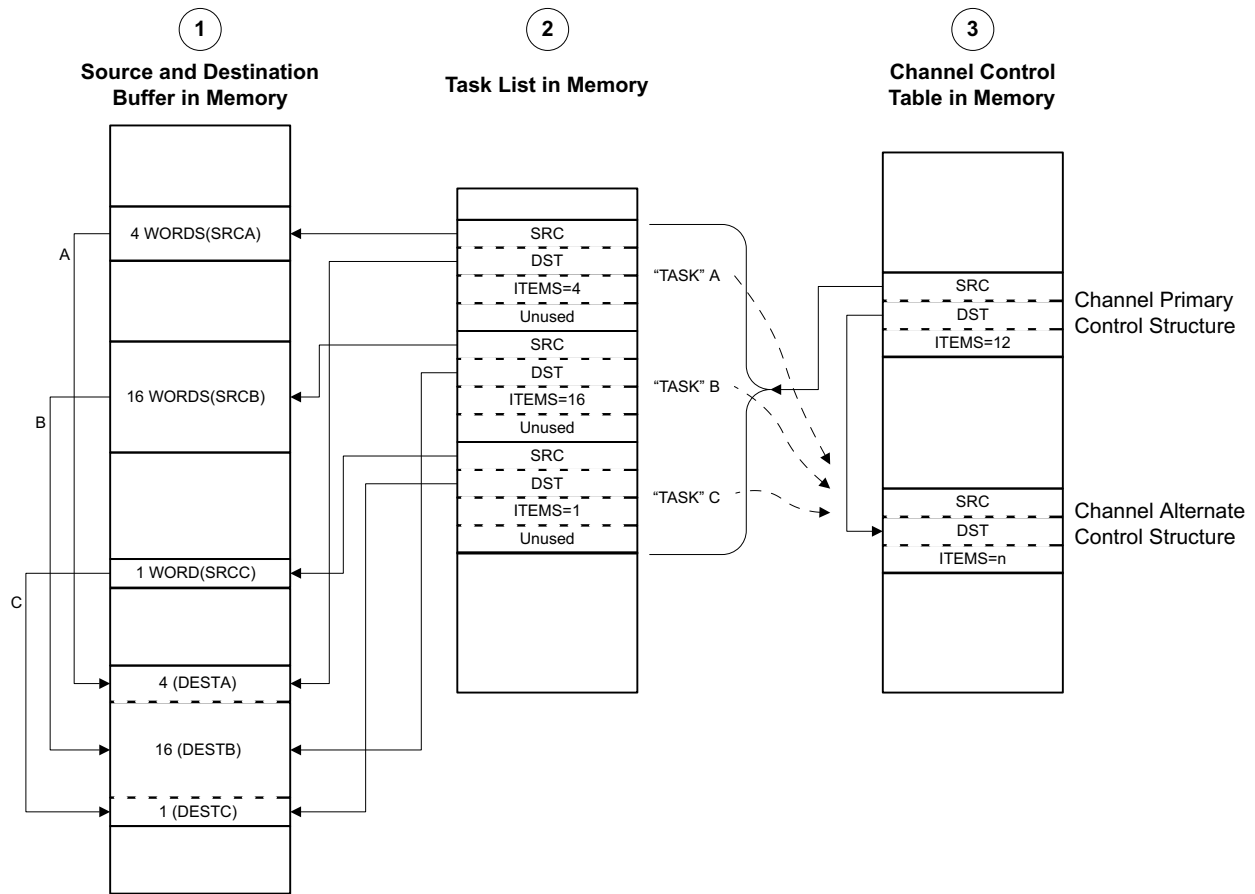 1
Source and Destination
Buffer in Memory
2
Task List in Memory
3
Channel Control
Table in Memory
4 WORDS(SRCA)
16 WORDS(SRCB)
1 WORD(SRCC)
4 (DESTA)
16 (DESTB)
1 (DESTC)
A
B
C
SRC
DST
ITEMS=4
Unused
SRC
DST
ITEMS=16
Unused
SRC
DST
ITEMS=1
Unused
“TASK” A
“TASK” B
“TASK” C
SRC
DST
ITEMS=12
Channel Primary
Control Structure
SRC
DST
ITEMS=n
Channel Alternate
Control Structure